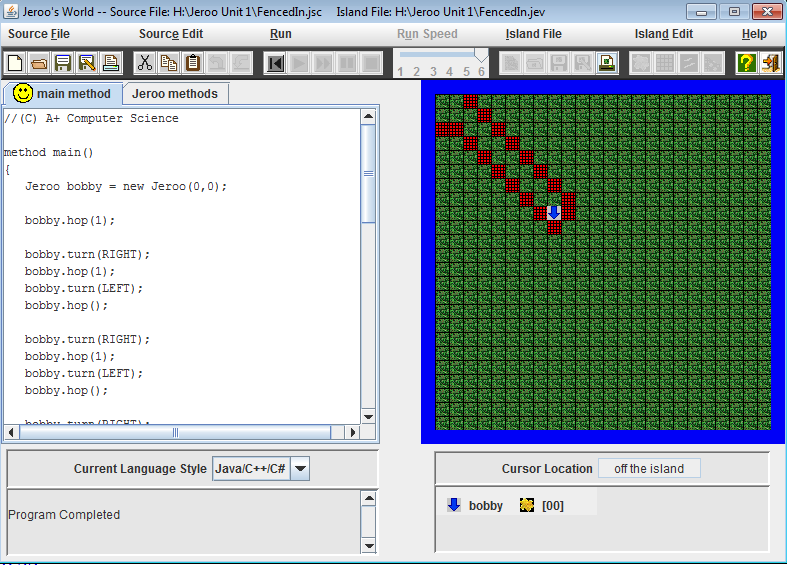 Jeroo's World -- Source File: H:\Jeroo Unit 1\FencedIn.jsc Island File: H:\Jeroo Unit 1\FencedIn.jev
Source File Source Edit Run Run Speed Island File Island Edit Help
1 2 3 4 5 6
main method Jeroo methods
//(C) A+ Computer Science
method main()
{
Jeroo bobby = new Jeroo(0,0);
bobby.hop(1);
bobby.turn(RIGHT);
bobby.hop(1);
bobby.turn(LEFT);
bobby.hop();
bobby.turn(RIGHT);
bobby.hop(1);
bobby.turn(LEFT);
bobby.hop();
bobby.turn(RIGHT);
Current Language Style Java/C++/C#
Cursor Location off the island
Program Completed
bobby [00]